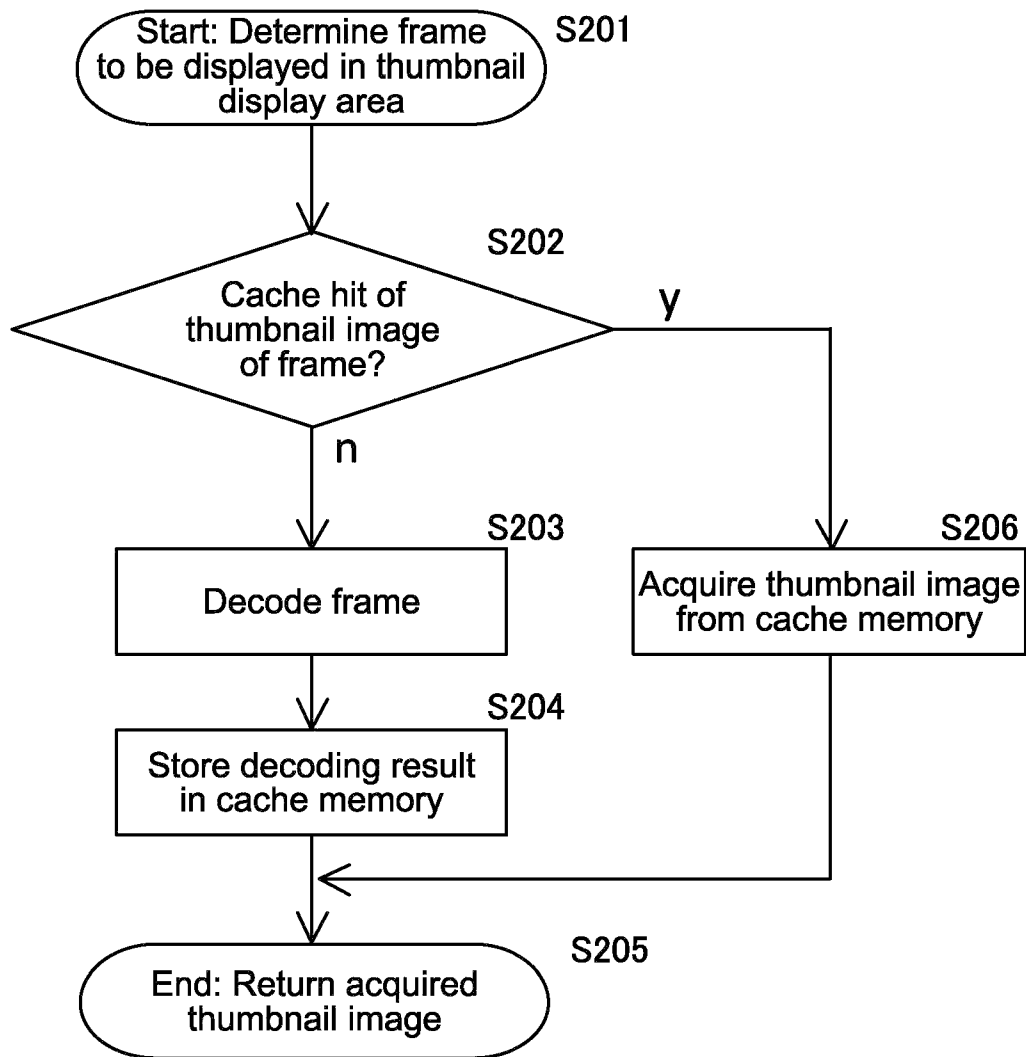 Start: Determine frame
to be displayed in thumbnail
display area
S201
S202
Cache hit of
thumbnail image
of frame?
y
n
S203
Decode frame
S206
Acquire thumbnail image
from cache memory
S204
Store decoding result
in cache memory
S205
End: Return acquired
thumbnail image